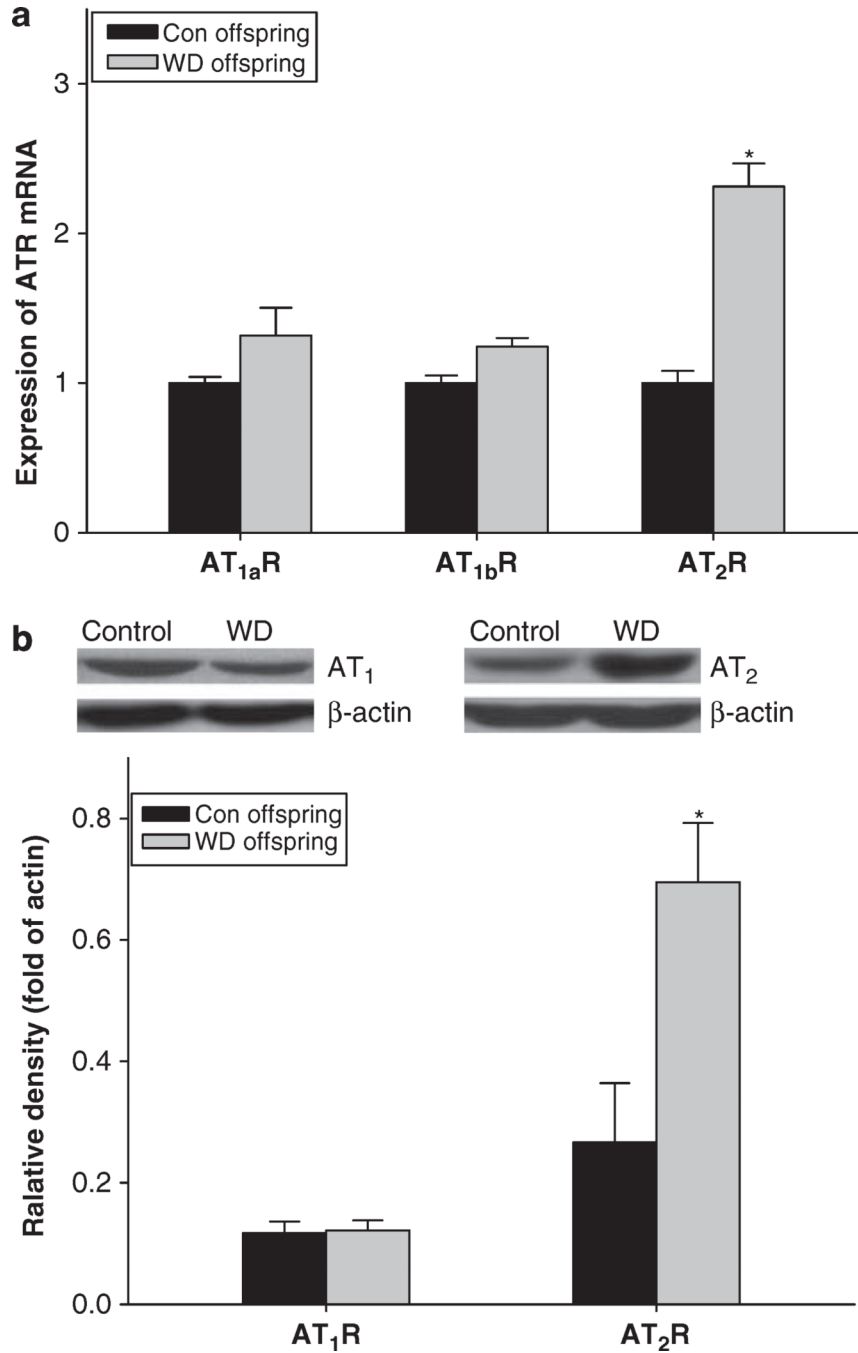 a
Con offspring
WD offspring
Expression of ATR mRNA
3
2
1
0
AT₁ₐR AT₁bR AT₂R
b
Control WD Control WD
AT₁ AT₂
β-actin β-actin
Con offspring
WD offspring
Ralative density (fold of actin)
*
*
0.8
0.6
0.4
0.2
0.0
AT₁R AT₂R